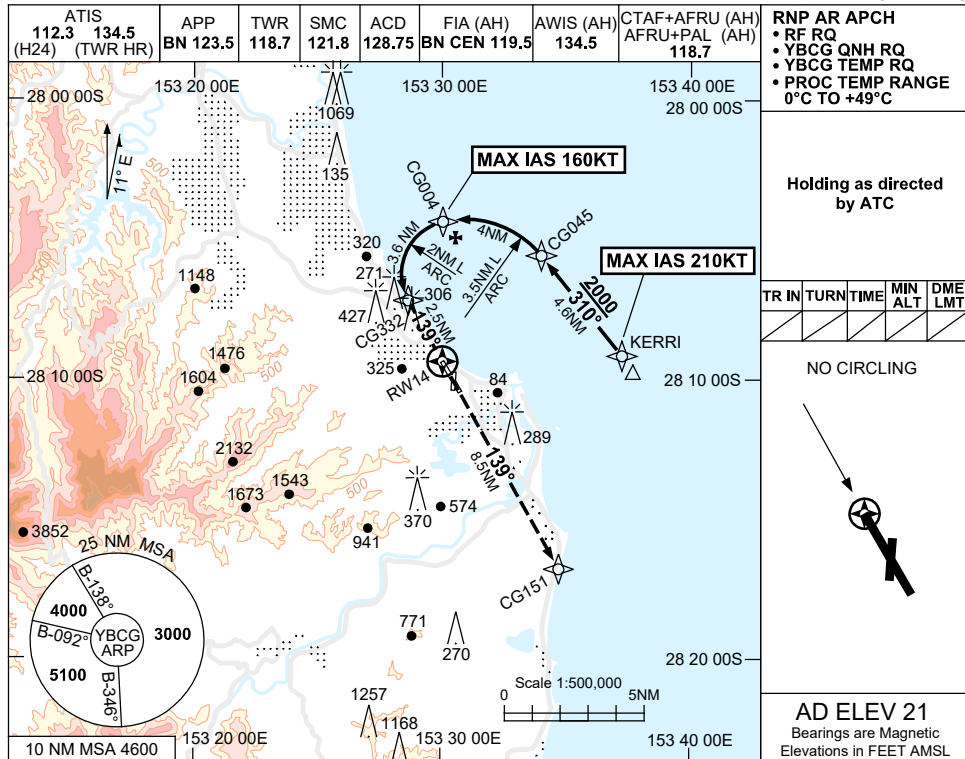 ATIS
112.3 134.5
(H24) (TWR HR)
APP
BN 123.5
TWR
118.7
SMC
121.8
ACD
128.75
FIA (AH)
BN CEN 119.5
AWIS (AH)
134.5
CTAF+AFRU (AH)
AFRU+PAL (AH)
118.7
RNP AR APCH
• RF RQ
• YBCG QNH RQ
• YBCG TEMP RQ
• PROC TEMP RANGE
0°C TO +49°C
Holding as directed
by ATC
TR IN TURN TIME MIN ALT DME LMT
NO CIRCLING
AD ELEV 21
Bearings are Magnetic
Elevations in FEET AMSL
153 20 00E
153 30 00E
153 40 00E
28 00 00S
28 00 00S
1069
135
11° E
500
MAX IAS 160KT
CG004
4NM
CG045
3.6 NM
2NM L
ARC
3.5NM L
ARC
MAX IAS 210KT
2000
310°
4.6NM
KERRI
320
271
306
427
CG332
2.5NM
139°
325
RW14
1148
1000
1500
1476
1604
28 10 00S
28 10 00S
84
289
2132
1673
1543
500
370
574
941
3852
139°
8.5NM
CG151
25 NM MSA
B-138°
4000
B-092°
YBCG
ARP
3000
5100
B-346°
10 NM MSA 4600
771
270
1257
1168
Scale 1:500,000
0 5NM
28 20 00S
153 20 00E
153 30 00E
153 40 00E